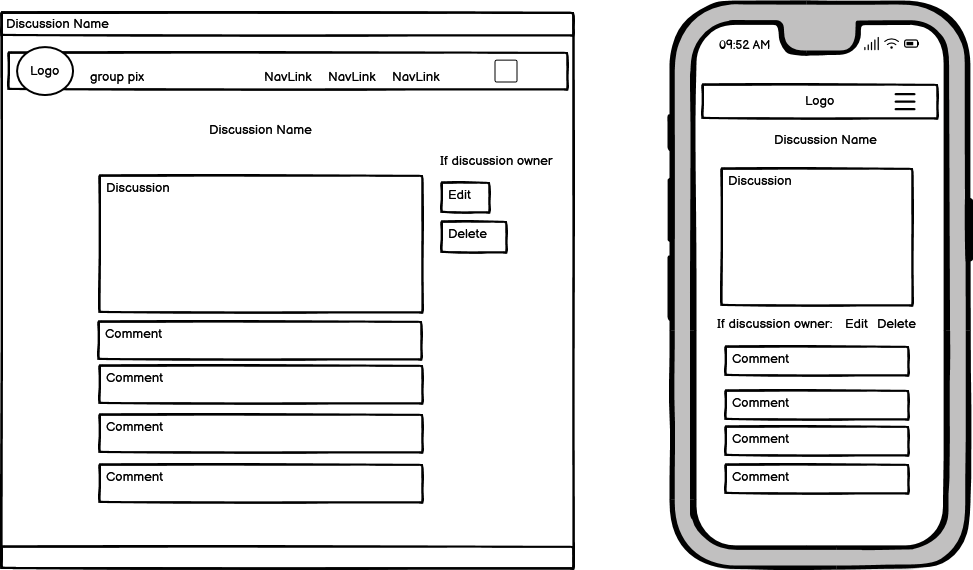 Discussion Name
Logo
group pix
NavLink NavLink NavLink
Discussion Name
If discussion owner
Discussion
Edit
Delete
Comment
Comment
Comment
Comment
09:52 AM
Logo
Discussion Name
Discussion
If discussion owner: Edit Delete
Comment
Comment
Comment
Comment